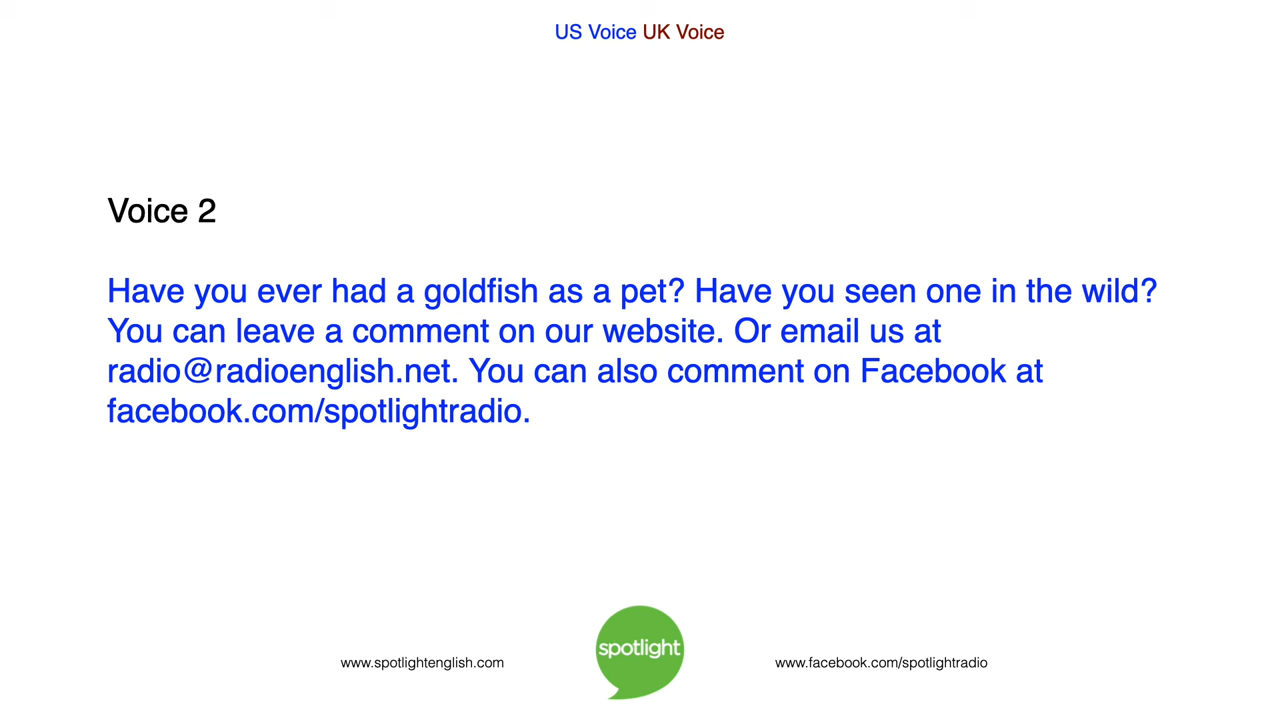 US Voice UK Voice
Voice 2
Have you ever had a goldfish as a pet? Have you seen one in the wild?
You can leave a comment on our website. Or email us at
radio@radioenglish.net. You can also comment on Facebook at
facebook.com/spotlightradio.
www.spotlightenglish.com
spotlight
www.facebook.com/spotlightradio